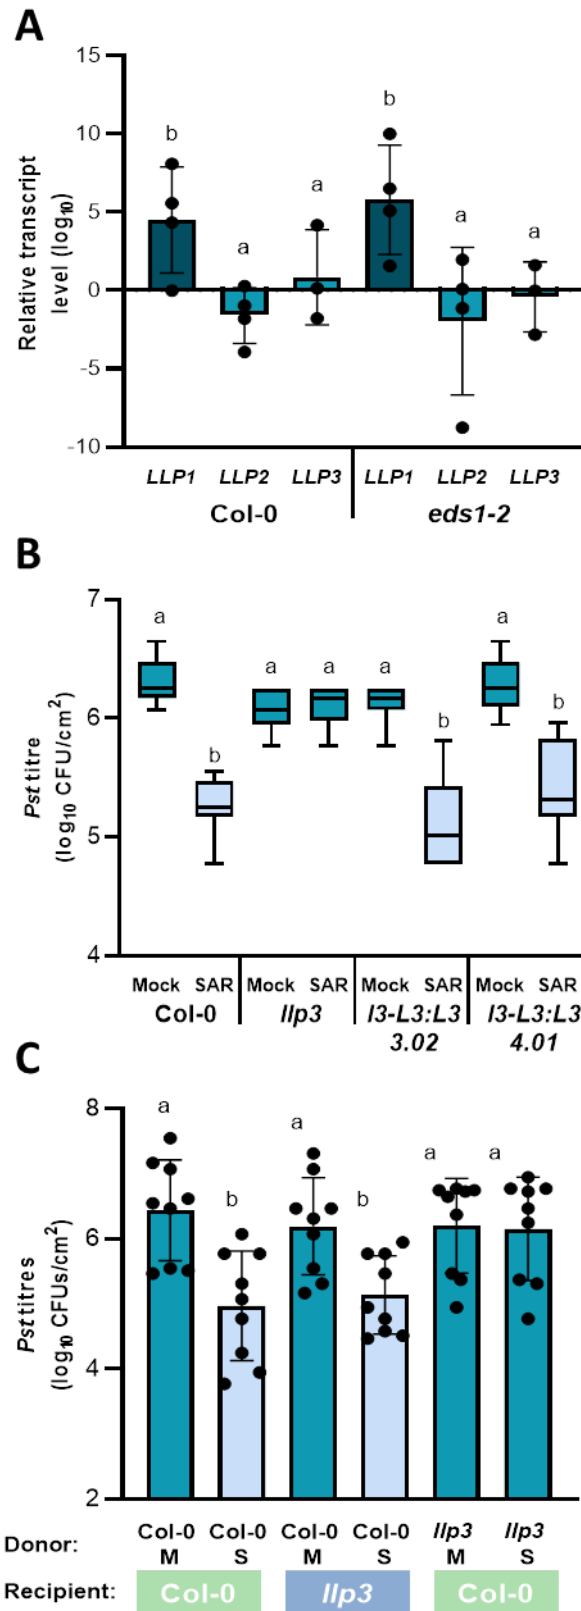 A
15
10
5
0
-5
-10
Relative transcript
level (log10)
b
a
a
b
a
a
LLP1 LLP2 LLP3 LLP1 LLP2 LLP3
Col-0 eds1-2
B
7
6
5
4
Pst titre
(log10 CFU/cm2)
a
b
a
a
a
b
a
b
Mock SAR Mock SAR Mock SAR Mock SAR
Col-0 llp3 l3-L3:L3 l3-L3:L3
3.02 4.01
C
8
6
4
2
Pst titres
(log10 CFUs/cm2)
a
b
a
b
a
a
Donor: Col-0 Col-0 Col-0 Col-0 llp3 llp3
M S M S M S
Recipient: Col-0 llp3 Col-0